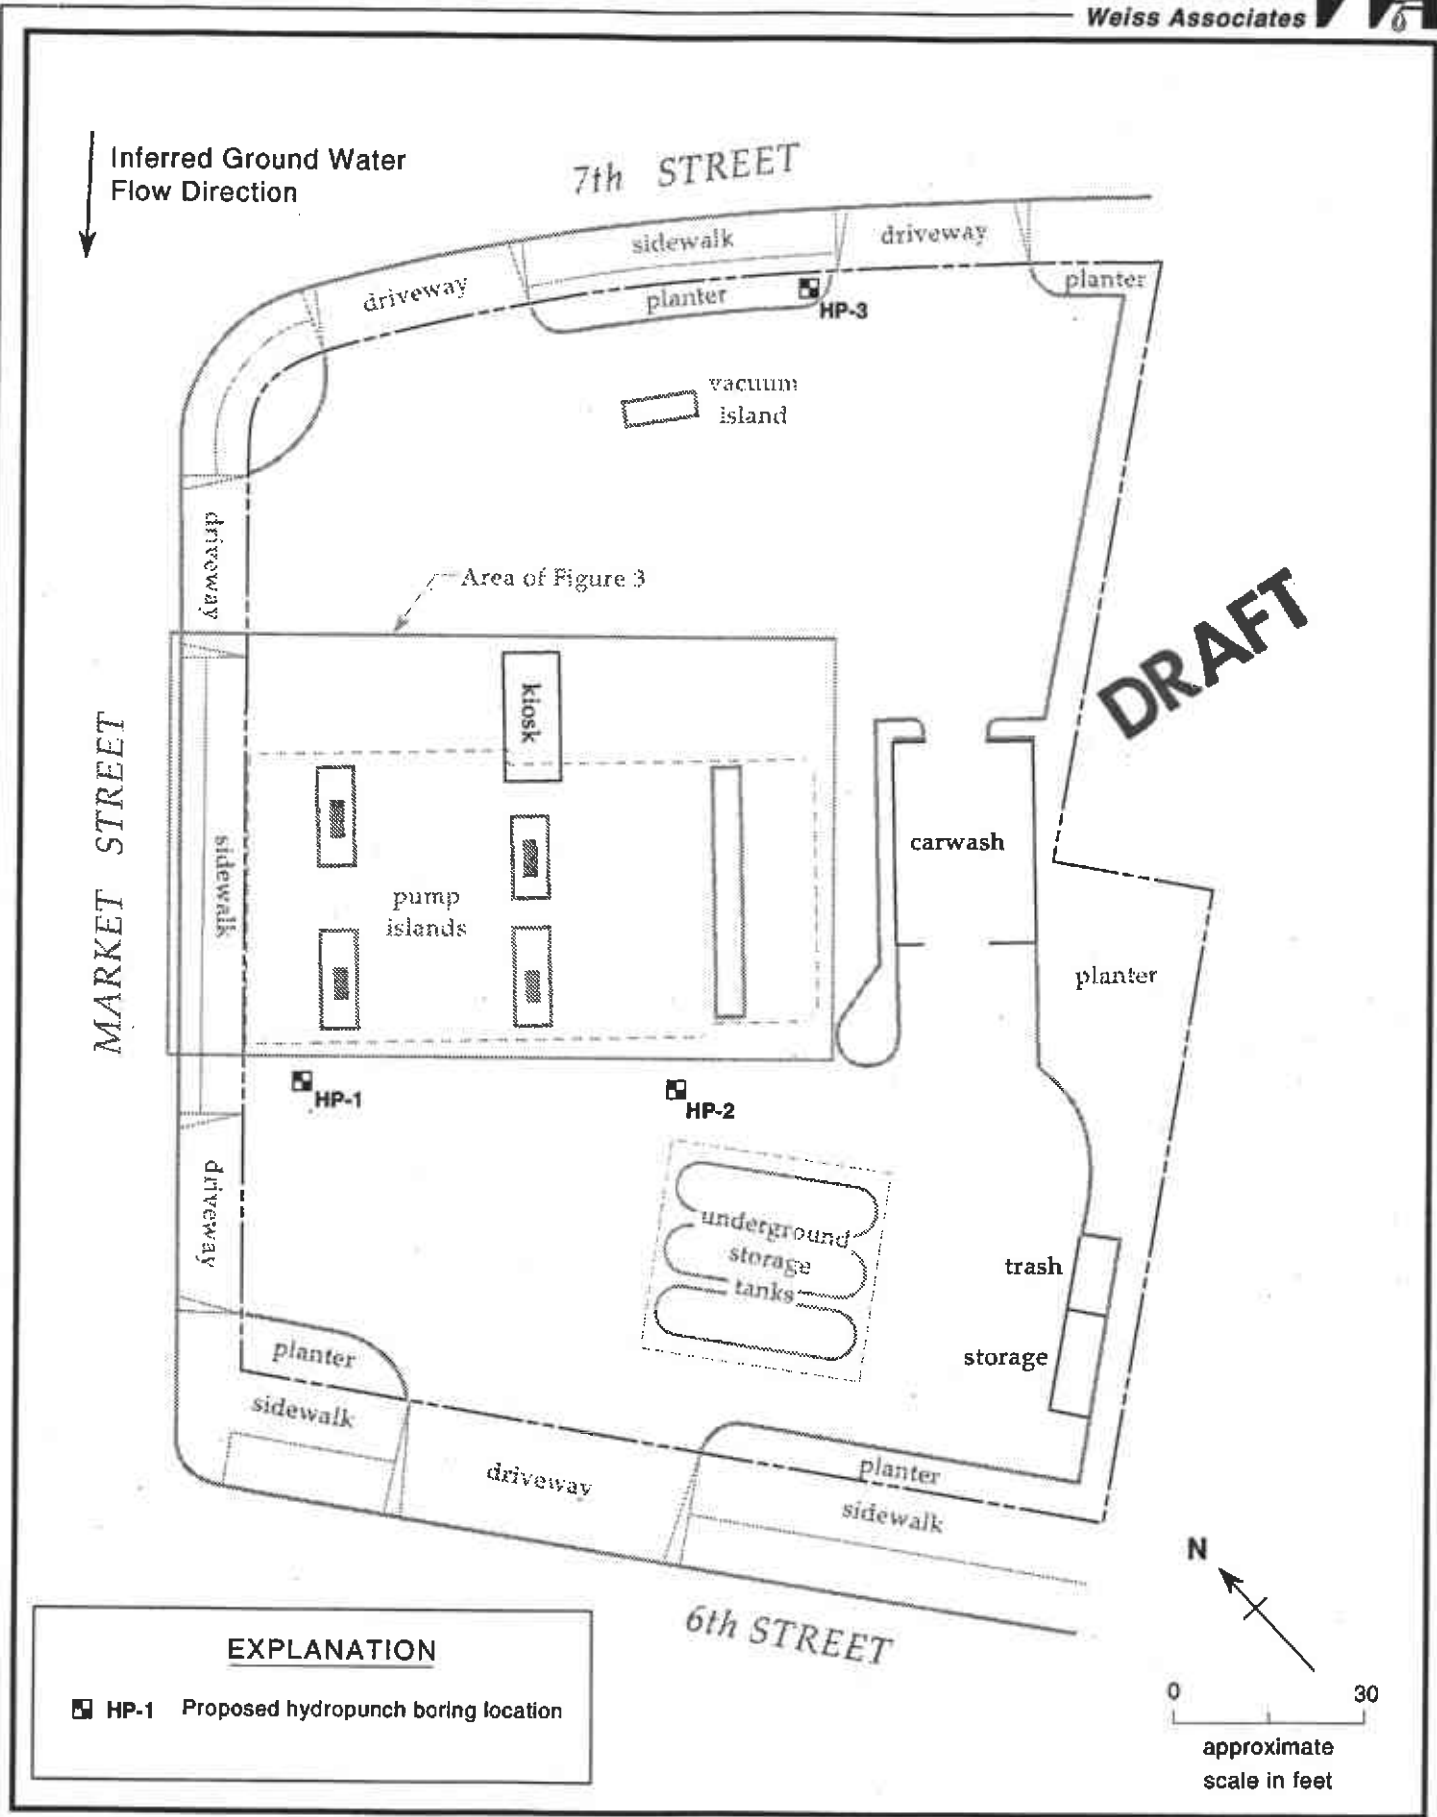 Weiss Associates
Inferred Ground Water
Flow Direction
7th STREET
sidewalk
driveway
driveway
planter
planter
HP-3
vacuum
island
driveway
Area of Figure 3
DRAFT
kiosk
MARKET STREET
sidewalk
carwash
pump
islands
planter
HP-1
HP-2
driveway
underground
storage
tanks
trash
storage
planter
sidewalk
driveway
planter
sidewalk
6th STREET
N
EXPLANATION
HP-1 Proposed hydropunch boring location
0 30
approximate
scale in feet